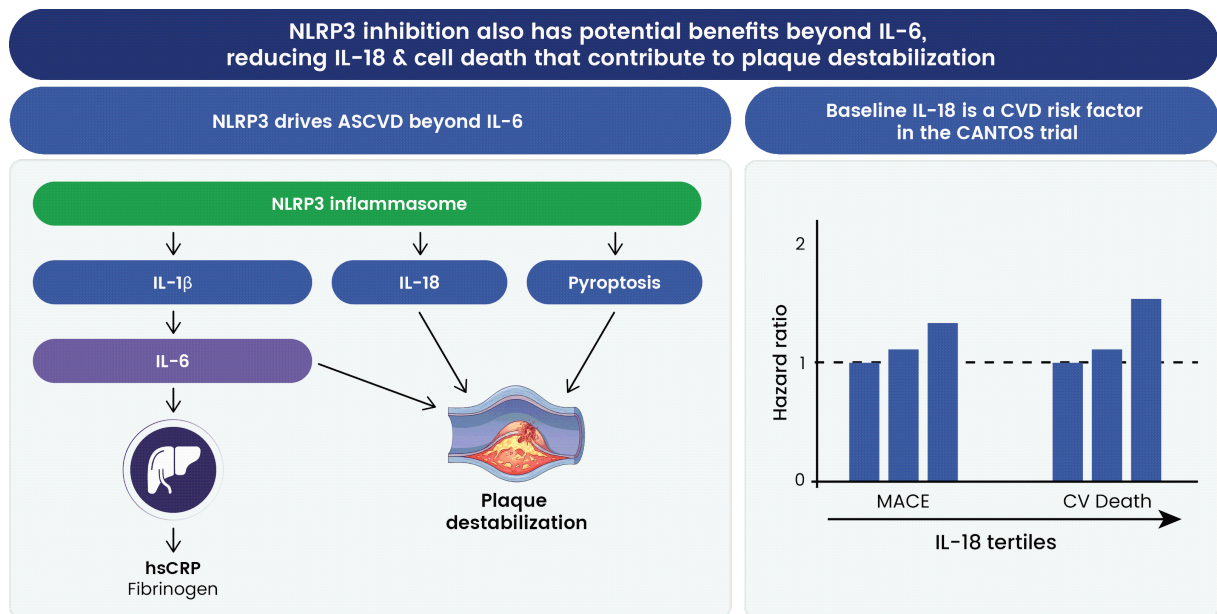 NLRP3 inhibition also has potential benefits beyond IL-6,
reducing IL-18 & cell death that contribute to plaque destabilization
NLRP3 drives ASCVD beyond IL-6
NLRP3 inflammasome
IL-1β
IL-18
Pyroptosis
IL-6
Plaque
destabilization
hsCRP
Fibrinogen
Baseline IL-18 is a CVD risk factor
in the CANTOS trial
Hazard ratio
2
1
0
MACE
CV Death
IL-18 tertiles